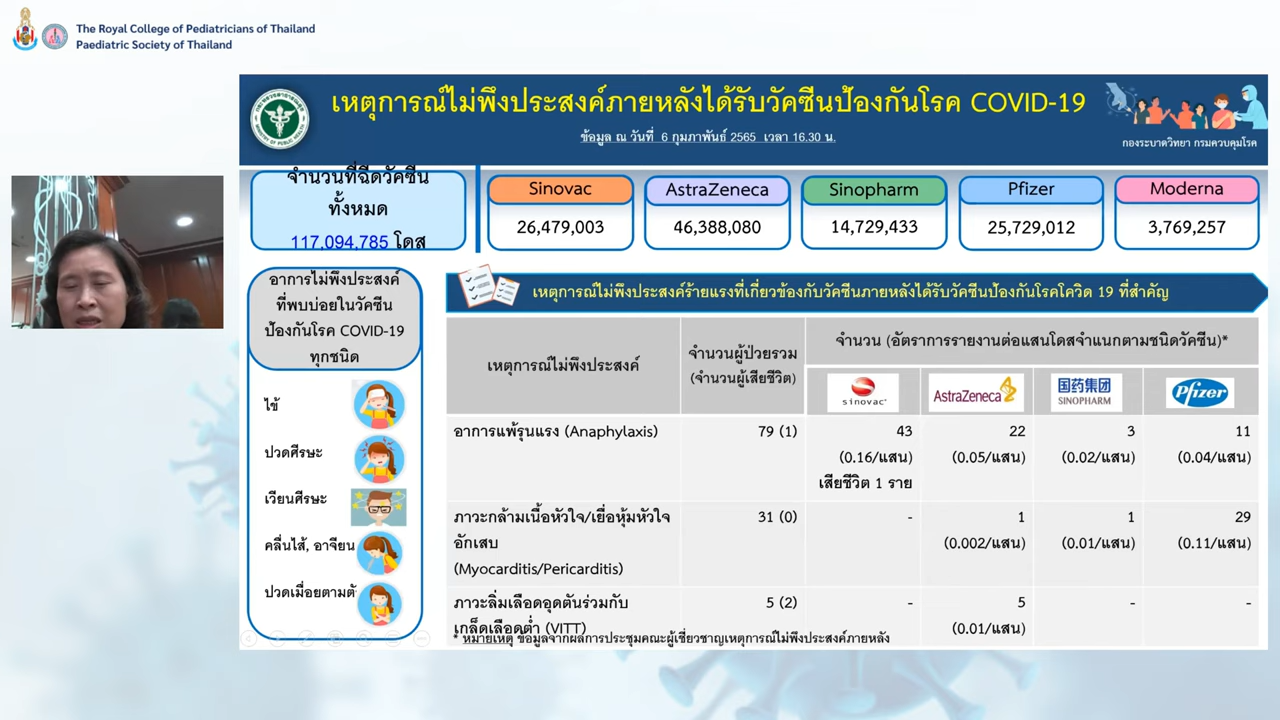 The Royal College of Pediatricians of Thailand
Paediatric Society of Thailand
เหตุการณ์ไม่พึงประสงค์ภายหลังได้รับวัคซีนป้องกันโรค COVID-19
ข้อมูล ณ วันที่ 6 กุมภาพันธ์ 2565 เวลา 16.30 น.
กองระบาดวิทยา กรมควบคุมโรค
จำนวนที่ฉีดวัคซีน
ทั้งหมด
117,094,785 โดส
Sinovac
26,479,003
AstraZeneca
46,388,080
Sinopharm
14,729,433
Pfizer
25,729,012
Moderna
3,769,257
อาการไม่พึงประสงค์
ที่พบบ่อยในวัคซีน
ป้องกันโรค COVID-19
ทุกชนิด
ไข้
ปวดศีรษะ
เวียนศีรษะ
คลื่นไส้, อาเจียน
ปวดเมื่อยตามตั
เหตุการณ์ไม่พึงประสงค์ร้ายแรงที่เกี่ยวข้องกับวัคซีนภายหลังได้รับวัคซีนป้องกันโรคโควิด 19 ที่สำคัญ
เหตุการณ์ไม่พึงประสงค์
จำนวนผู้ป่วยรวม
(จำนวนผู้เสียชีวิต)
จำนวน (อัตราการรายงานต่อแสนโดสจำแนกตามชนิดวัคซีน)*
sinovac
AstraZeneca
国药集团
SINOPHARM
Pfizer
อาการแพ้รุนแรง (Anaphylaxis) 79 (1) 43 22 3 11
(0.16/แสน) (0.05/แสน) (0.02/แสน) (0.04/แสน)
เสียชีวิต 1 ราย
ภาวะกล้ามเนื้อหัวใจ/เยื่อหุ้มหัวใจ 31 (0) - 1 1 29
อักเสบ (0.002/แสน) (0.01/แสน) (0.11/แสน)
(Myocarditis/Pericarditis)
ภาวะลิ่มเลือดอุดตันร่วมกับ 5 (2) - 5 - -
เกล็ดเลือดต่ำ (VITT) (0.01/แสน)
* หมายเหตุ ข้อมูลจากผลการประชุมคณะผู้เชี่ยวชาญเหตุการณ์ไม่พึงประสงค์ภายหลัง